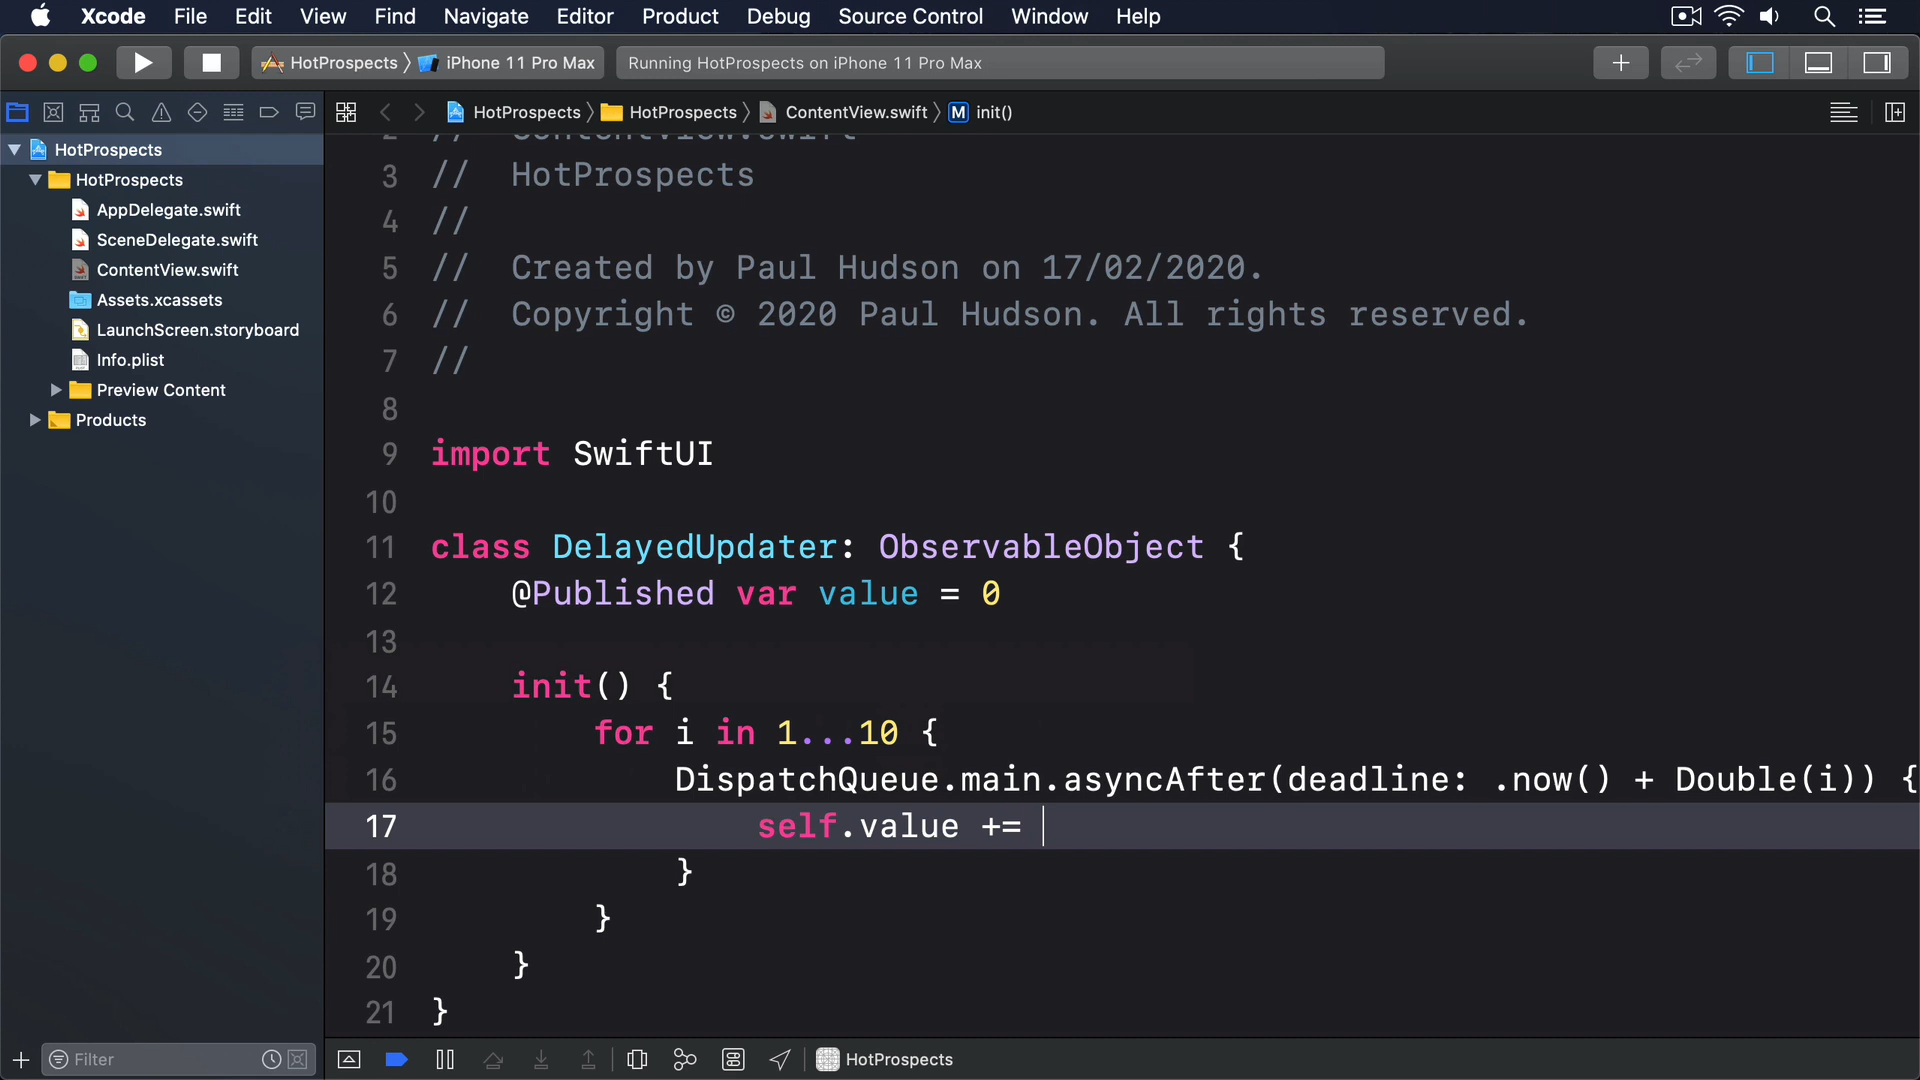 Xcode File Edit View Find Navigate Editor Product Debug Source Control Window Help
HotProspects iPhone 11 Pro Max Running HotProspects on iPhone 11 Pro Max
HotProspects HotProspects ContentView.swift M init()
HotProspects
HotProspects
AppDelegate.swift
SceneDelegate.swift
ContentView.swift
Assets.xcassets
LaunchScreen.storyboard
Info.plist
Preview Content
Products
2 // ContentView.swift
3 // HotProspects
4 //
5 // Created by Paul Hudson on 17/02/2020.
6 // Copyright © 2020 Paul Hudson. All rights reserved.
7 //
8
9 import SwiftUI
10
11 class DelayedUpdater: ObservableObject {
12 @Published var value = 0
13
14 init() {
15 for i in 1...10 {
16 DispatchQueue.main.asyncAfter(deadline: .now() + Double(i)) {
17 self.value +=
18 }
19 }
20 }
21 }
Filter
HotProspects